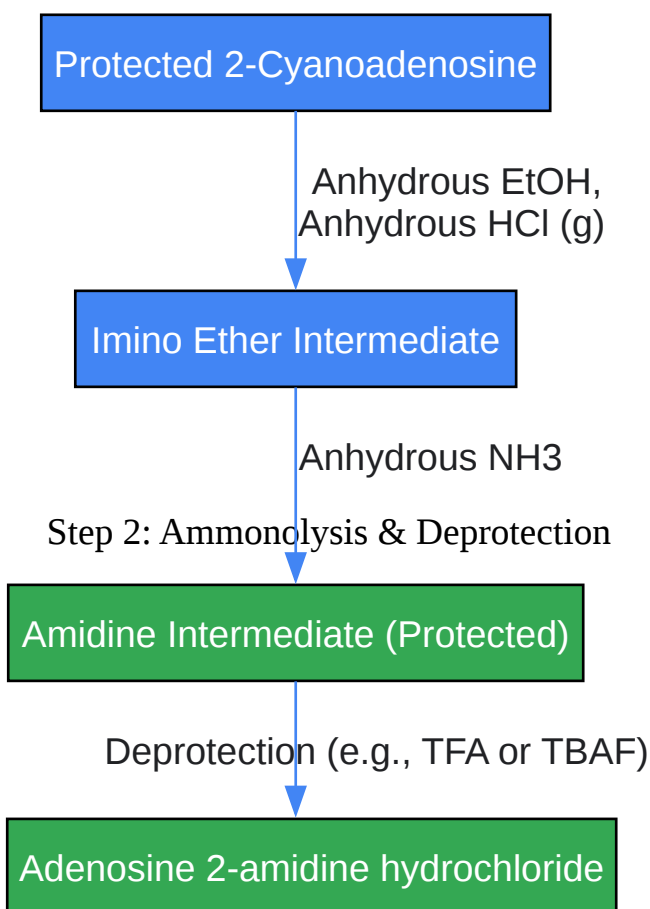 Protected 2-Cyanoadenosine
Anhydrous EtOH,
Anhydrous HCl (g)
Imino Ether Intermediate
Anhydrous NH3
Step 2: Ammonolysis & Deprotection
Amidine Intermediate (Protected)
Deprotection (e.g., TFA or TBAF)
Adenosine 2-amidine hydrochloride